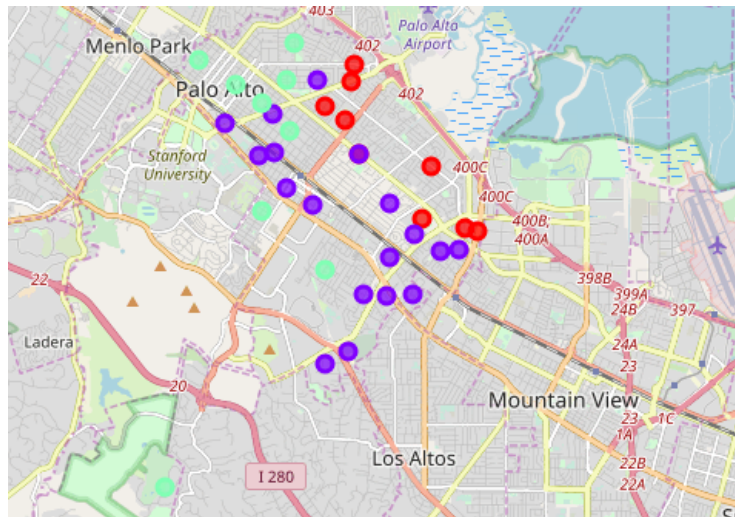 403
Palo Alto
Airport
Menlo Park
402
Palo Alto
402
Stanford
University
400C
400C
400B;
400A
22
398B
399A
397
24B
Ladera
24A
20
23
Mountain View
23
1C
1A
Los Altos
22B
I 280
22A